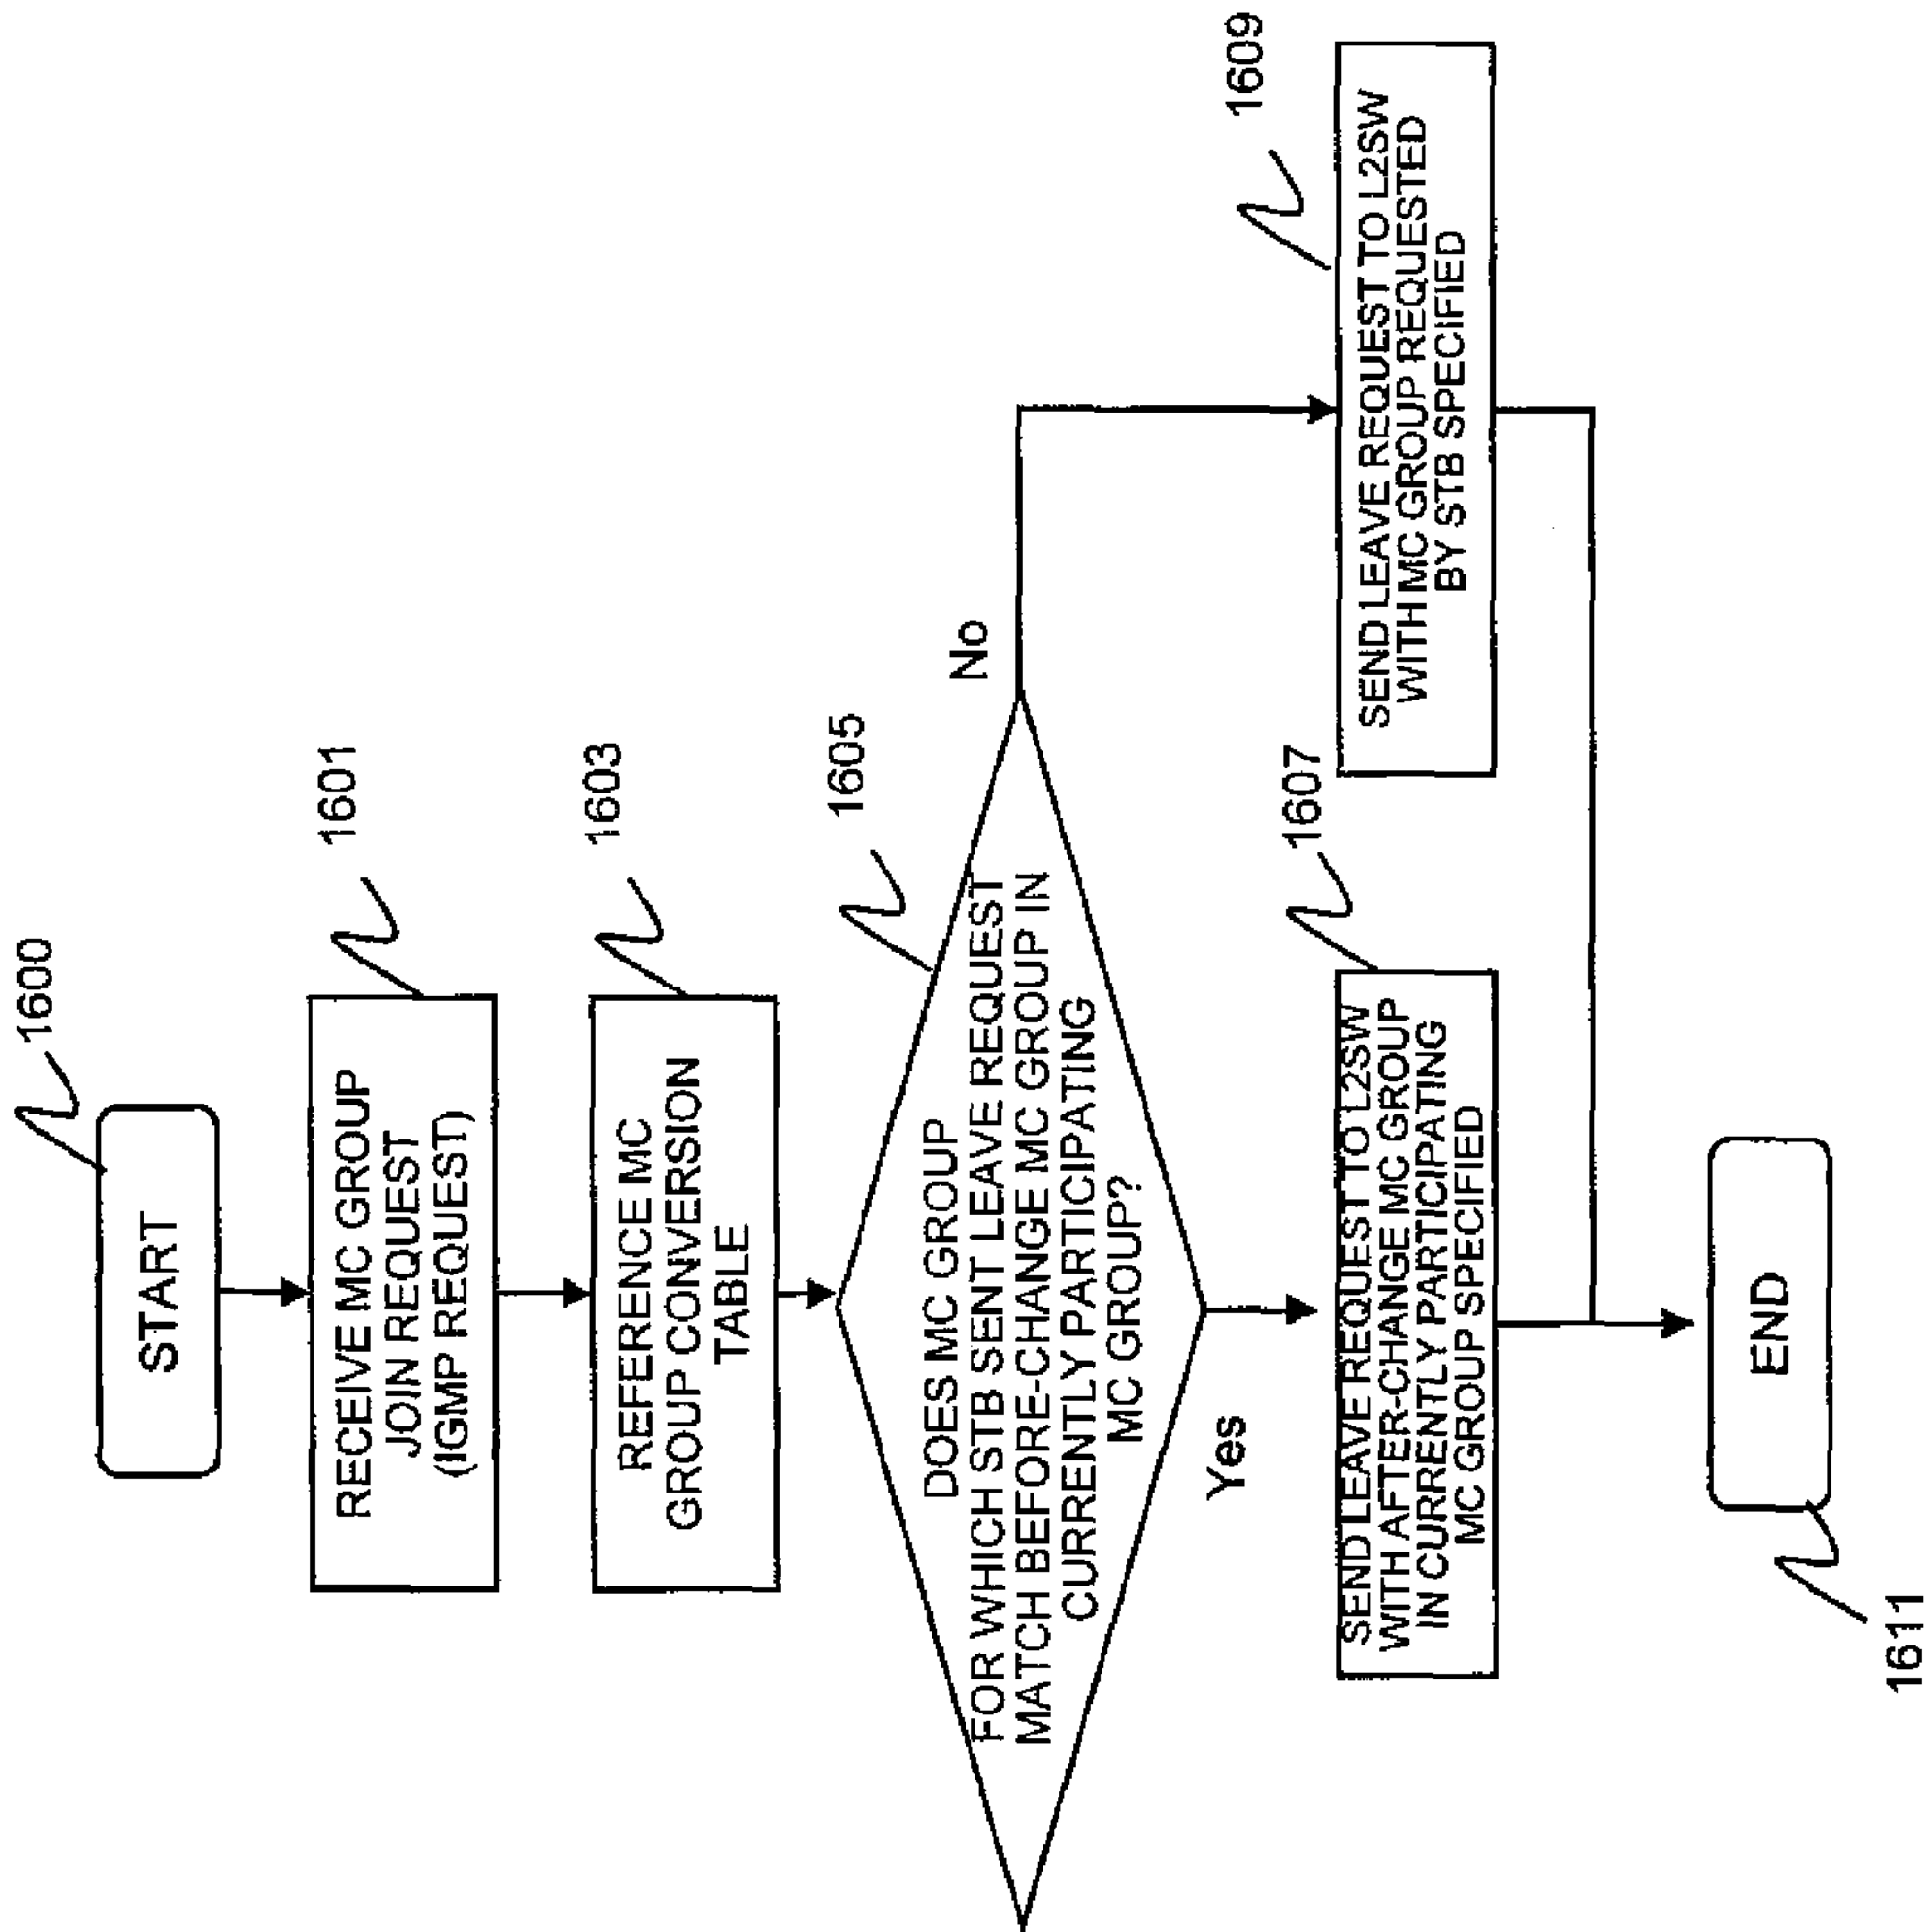 1600
START
1601
RECEIVE MC GROUP
JOIN REQUEST
(IGMP REQUEST)
1603
REFERENCE MC
GROUP CONVERSION
TABLE
1605
DOES MC GROUP
FOR WHICH STB SENT LEAVE REQUEST
MATCH BEFORE-CHANGE MC GROUP IN
CURRENTLY PARTICIPATING
MC GROUP?
No
Yes
1607
SEND LEAVE REQUEST TO L2SW
WITH AFTER-CHANGE MC GROUP
IN CURRENTLY PARTICIPATING
MC GROUP SPECIFIED
1609
SEND LEAVE REQUEST TO L2SW
WITH MC GROUP REQUESTED
BY STB SPECIFIED
END
1611